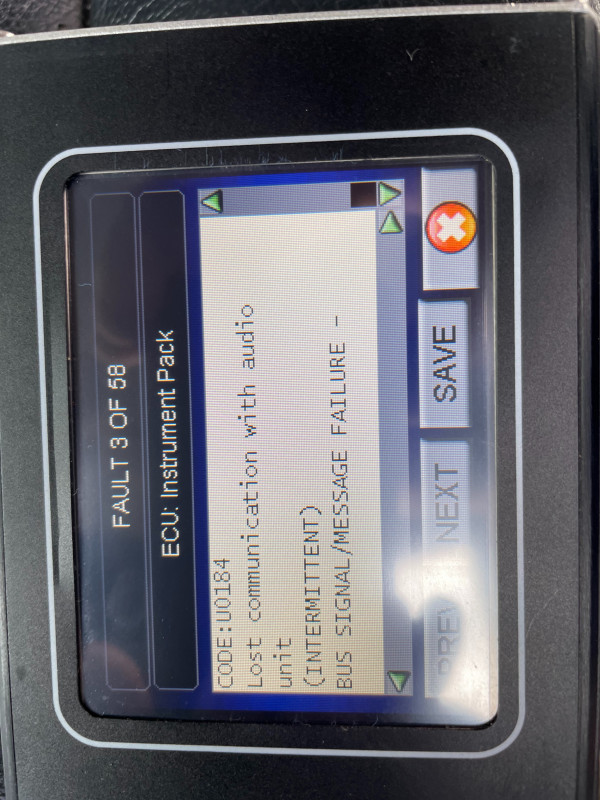 FAULT 3 OF 58
ECU: Instrument Pack
CODE:U0184
Lost communication with audio
unit
(INTERMITTENT)
BUS SIGNAL/MESSAGE FAILURE -
PREV NEXT SAVE